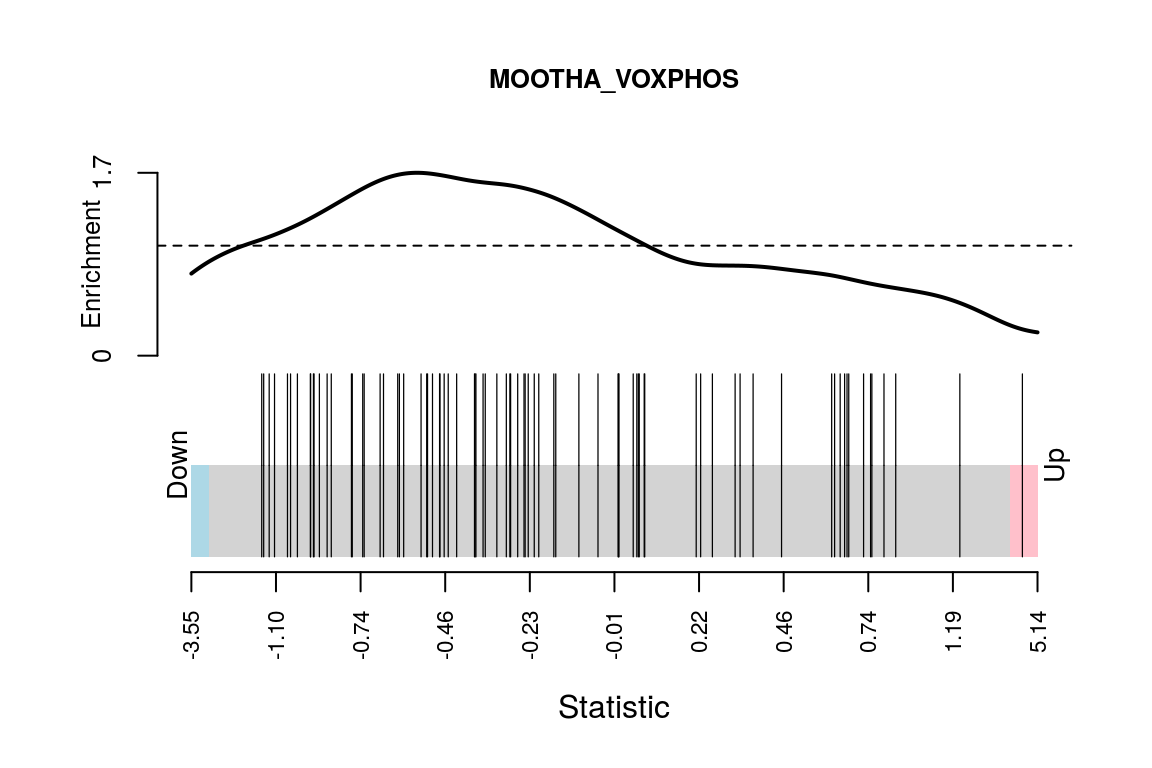 MOOTHA_VOXPHOS
1.7
Enrichment
0
Down
Up
-3.55
-1.10
-0.74
-0.46
-0.23
-0.01
0.22
0.46
0.74
1.19
5.14
Statistic